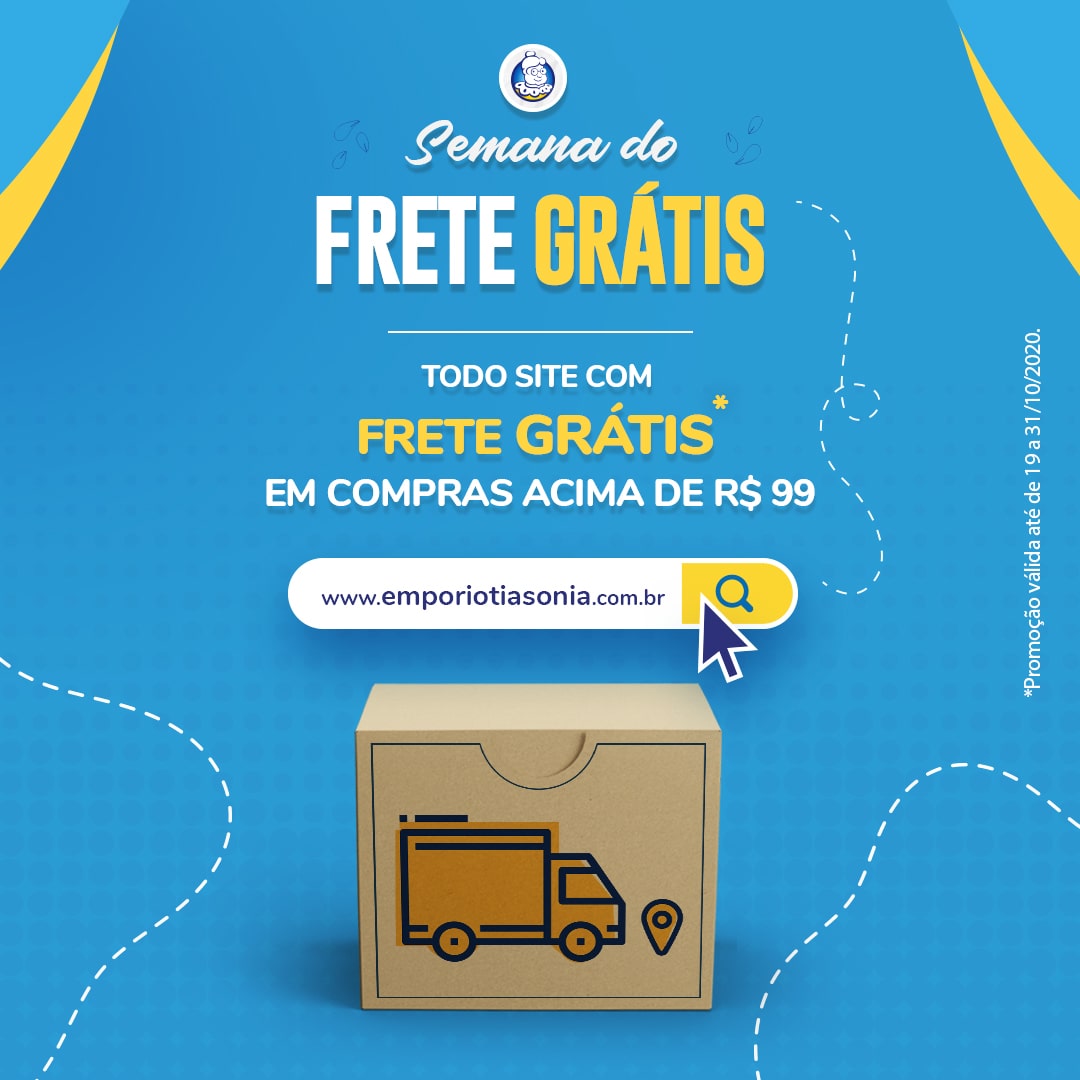 Semana do
FRETE GRÁTIS
TODO SITE COM
FRETE GRÁTIS*
EM COMPRAS ACIMA DE R$ 99
www.emporiotiasonia.com.br
*Promoção válida até de 19 a 31/10/2020.